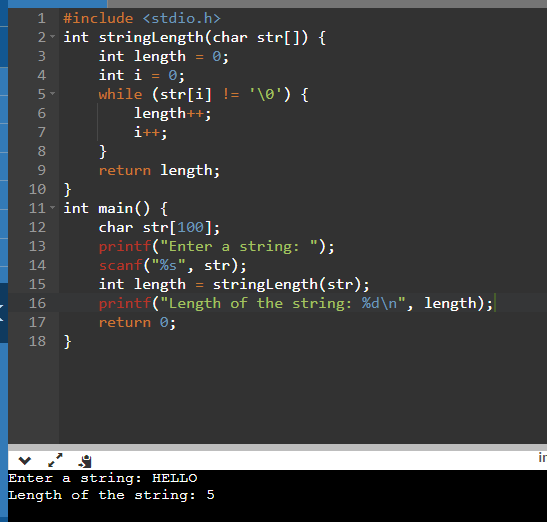 1 #include <stdio.h>
2 int stringLength(char str[]) {
3     int length = 0;
4     int i = 0;
5     while (str[i] != '\0') {
6         length++;
7         i++;
8     }
9     return length;
10 }
11 int main() {
12     char str[100];
13     printf("Enter a string: ");
14     scanf("%s", str);
15     int length = stringLength(str);
16     printf("Length of the string: %d\n", length);
17     return 0;
18 }
Enter a string: HELLO
Length of the string: 5